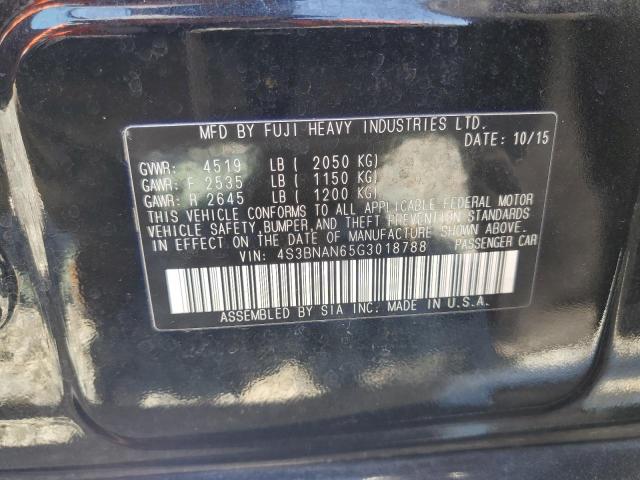 MFD BY FUJI HEAVY INDUSTRIES LTD.
DATE: 10/15
GVWR: 4519 LB ( 2050 KG)
GAWR: F 2535 LB ( 1150 KG)
GAWR: R 2645 LB ( 1200 KG)
THIS VEHICLE CONFORMS TO ALL APPLICABLE FEDERAL MOTOR
VEHICLE SAFETY,BUMPER,AND THEFT PREVENTION STANDARDS
IN EFFECT ON THE DATE OF MANUFACTURE SHOWN ABOVE.
VIN: 4S3BNAN65G3018788 PASSENGER CAR
ASSEMBLED BY SIA INC: MADE IN U.S.A.